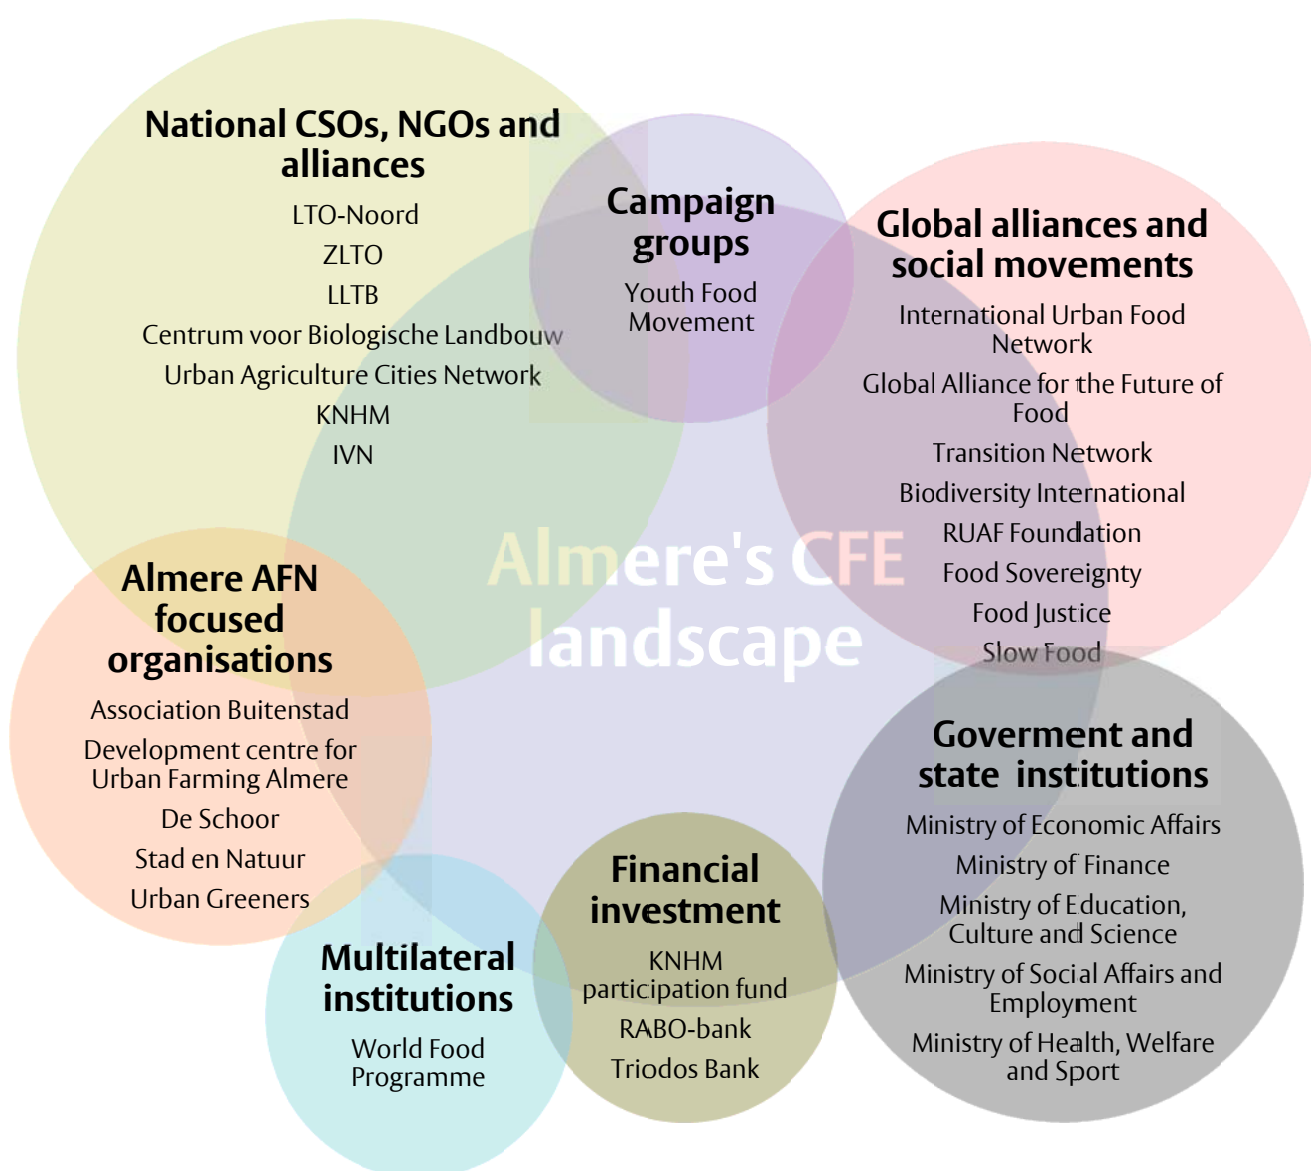 National CSOs, NGOs and
alliances
LTO-Noord
ZLTO
LLTB
Centrum voor Biologische Landbouw
Urban Agriculture Cities Network
KNHM
IVN
Campaign
groups
Youth Food
Movement
Global alliances and
social movements
International Urban Food
Network
Global Alliance for the Future of
Food
Transition Network
Biodiversity International
RUAF Foundation
Food Sovereignty
Food Justice
Slow Food
Almere's CFE
landscape
Almere AFN
focused
organisations
Association Buitenstad
Development centre for
Urban Farming Almere
De Schoor
Stad en Natuur
Urban Greeners
Multilateral
institutions
World Food
Programme
Financial
investment
KNHM
participation fund
RABO-bank
Triodos Bank
Goverment and
state institutions
Ministry of Economic Affairs
Ministry of Finance
Ministry of Education,
Culture and Science
Ministry of Social Affairs and
Employment
Ministry of Health, Welfare
and Sport